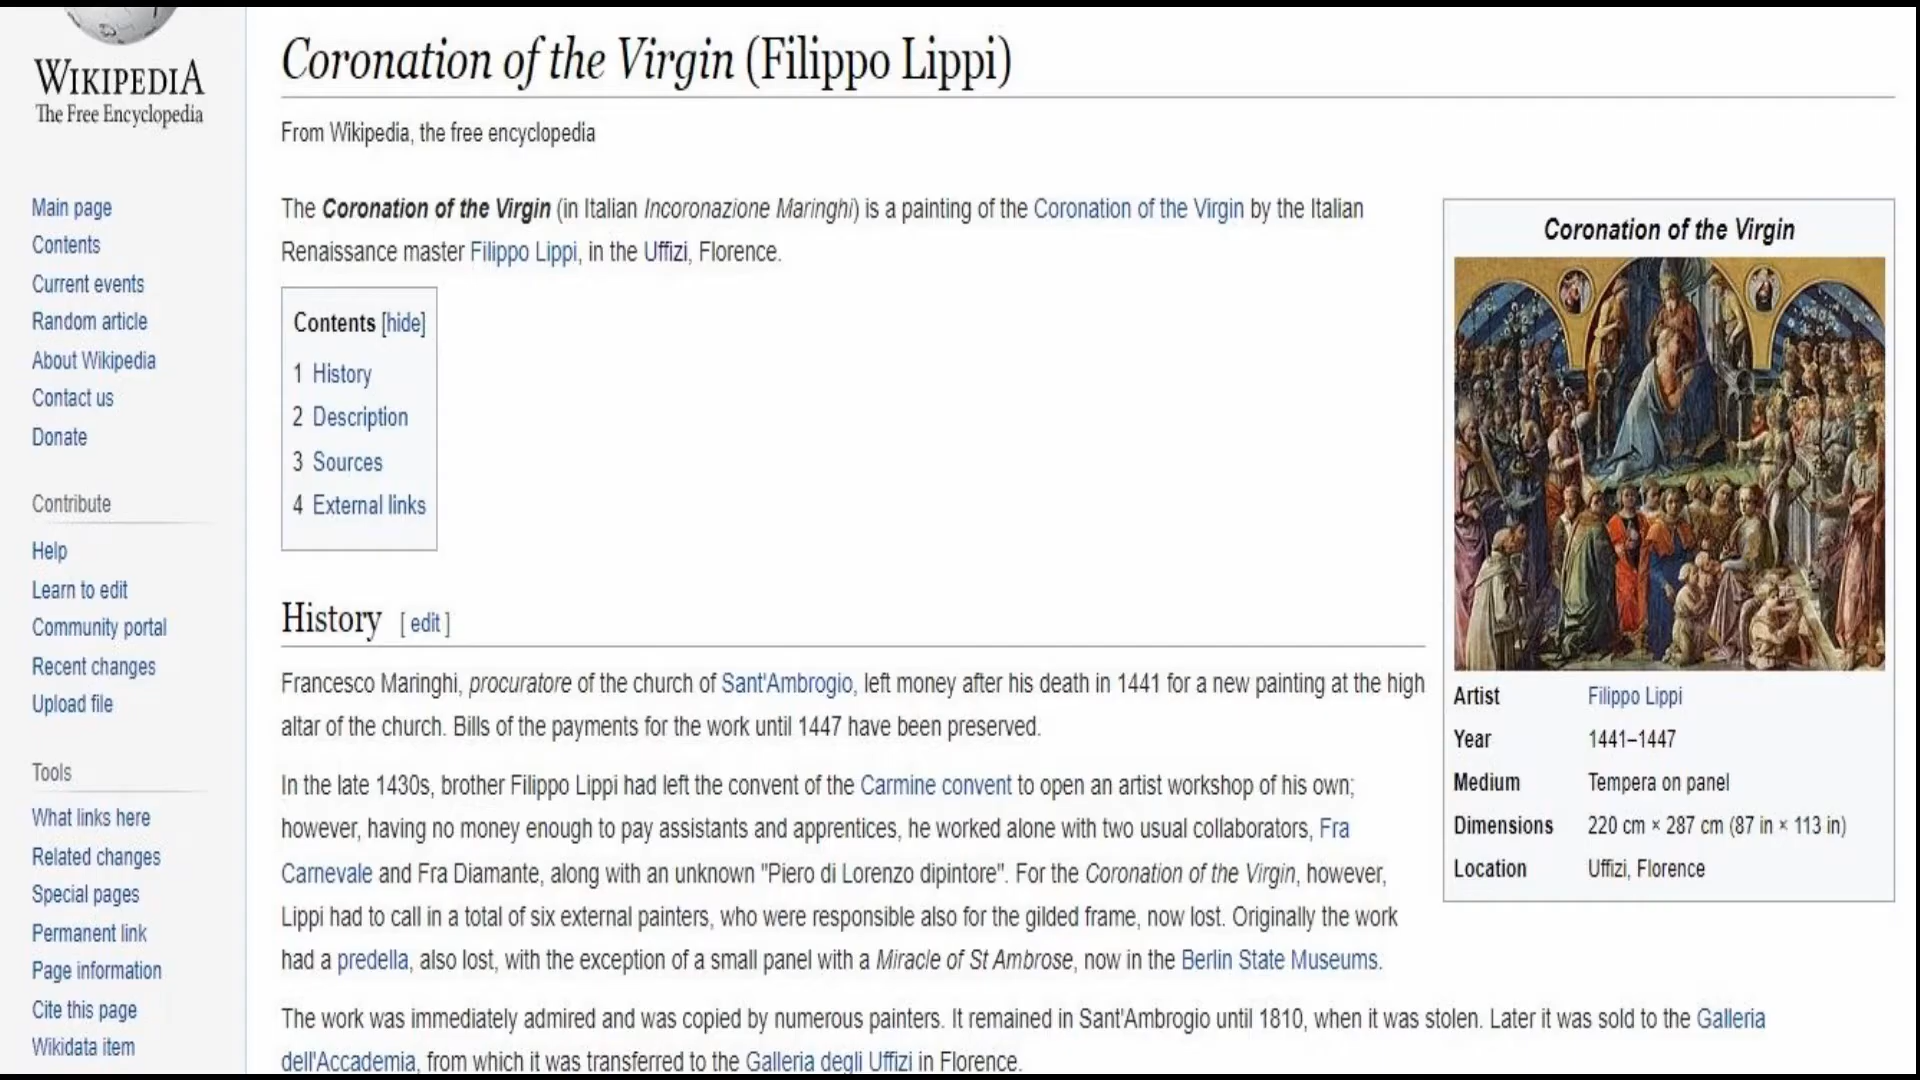 WIKIPEDIA
The Free Encyclopedia
Main page
Contents
Current events
Random article
About Wikipedia
Contact us
Donate
Contribute
Help
Learn to edit
Community portal
Recent changes
Upload file
Tools
What links here
Related changes
Special pages
Permanent link
Page information
Cite this page
Wikidata item
Coronation of the Virgin (Filippo Lippi)
From Wikipedia, the free encyclopedia
The Coronation of the Virgin (in Italian Incoronazione Maringhi) is a painting of the Coronation of the Virgin by the Italian
Renaissance master Filippo Lippi, in the Uffizi, Florence.
Contents [hide]
1 History
2 Description
3 Sources
4 External links
History [ edit ]
Francesco Maringhi, procuratore of the church of Sant'Ambrogio, left money after his death in 1441 for a new painting at the high
altar of the church. Bills of the payments for the work until 1447 have been preserved.
In the late 1430s, brother Filippo Lippi had left the convent of the Carmine convent to open an artist workshop of his own;
however, having no money enough to pay assistants and apprentices, he worked alone with two usual collaborators, Fra
Carnevale and Fra Diamante, along with an unknown "Piero di Lorenzo dipintore". For the Coronation of the Virgin, however,
Lippi had to call in a total of six external painters, who were responsible also for the gilded frame, now lost. Originally the work
had a predella, also lost, with the exception of a small panel with a Miracle of St Ambrose, now in the Berlin State Museums.
The work was immediately admired and was copied by numerous painters. It remained in Sant'Ambrogio until 1810, when it was stolen. Later it was sold to the Galleria
dell'Accademia, from which it was transferred to the Galleria degli Uffizi in Florence.
Coronation of the Virgin
Artist Filippo Lippi
Year 1441–1447
Medium Tempera on panel
Dimensions 220 cm × 287 cm (87 in × 113 in)
Location Uffizi, Florence